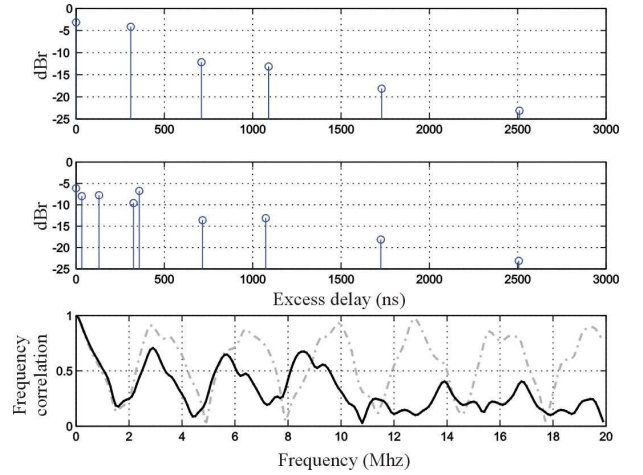 0
-5
-10
-15
-20
-25
dBr
0 500 1000 1500 2000 2500 3000
0
-5
-10
-15
-20
-25
dBr
0 500 1000 1500 2000 2500 3000
Excess delay (ns)
1
0.5
0
Frequency
correlation
0 2 4 6 8 10 12 14 16 18 20
Frequency (Mhz)